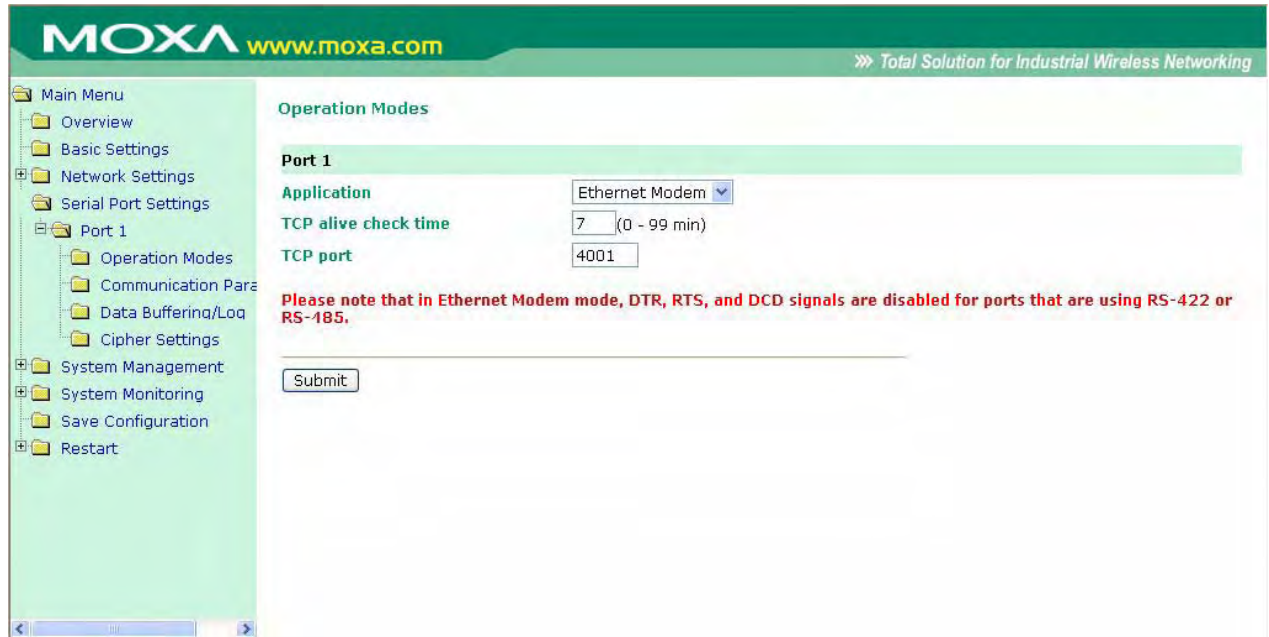 MOXA www.moxa.com
Total Solution for Industrial Wireless Networking
Main Menu
Overview
Basic Settings
Network Settings
Serial Port Settings
Port 1
Operation Modes
Communication Para
Data Buffering/Log
Cipher Settings
System Management
System Monitoring
Save Configuration
Restart
Operation Modes
Port 1
Application Ethernet Modem
TCP alive check time 7 (0 - 99 min)
TCP port 4001
Please note that in Ethernet Modem mode, DTR, RTS, and DCD signals are disabled for ports that are using RS-422 or
RS-485.
Submit